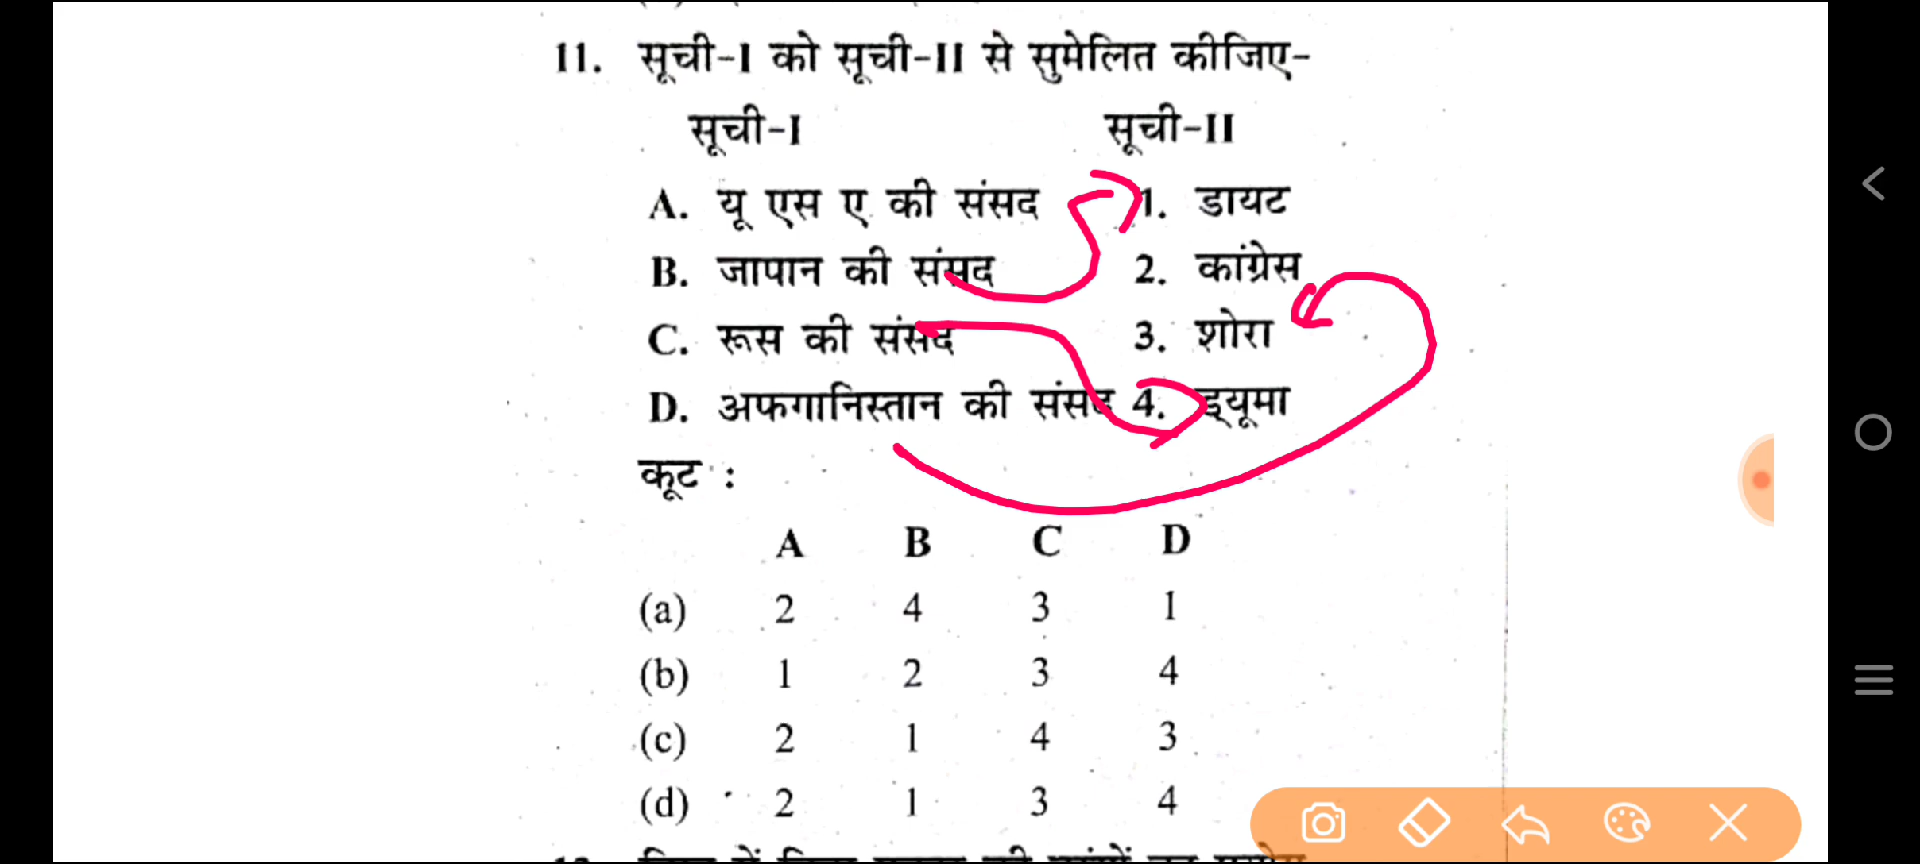 11. सूची-I को सूची-II से सुमेलित कीजिए-
सूची-I सूची-II
A. यू एस ए की संसद 1. डायट
B. जापान की संसद 2. कांग्रेस
C. रूस की संसद 3. शोरा
D. अफगानिस्तान की संसद 4. ड्यूमा
कूट :
A B C D
(a) 2 4 3 1
(b) 1 2 3 4
(c) 2 1 4 3
(d) 2 1 3 4